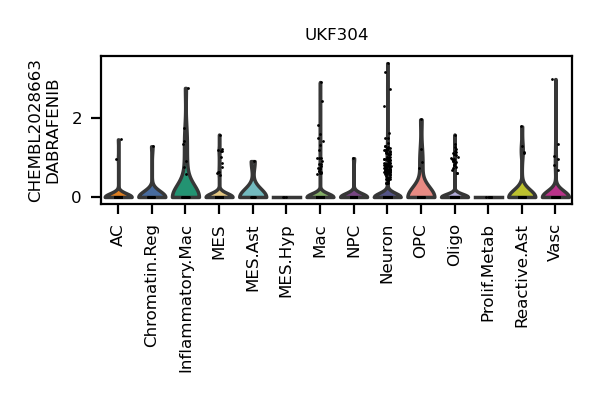 UKF304
CHEMBL2028663
DABRAFENIB
2
0
AC
Chromatin.Reg
Inflammatory.Mac
MES
MES.Ast
MES.Hyp
Mac
NPC
Neuron
OPC
Oligo
Prolif.Metab
Reactive.Ast
Vasc